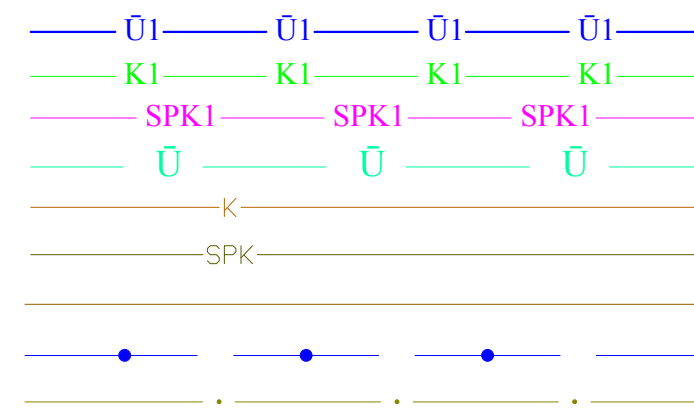 Ū1 Ū1 Ū1 Ū1
K1 K1 K1 K1
SPK1 SPK1 SPK1
Ū Ū Ū
K
SPK